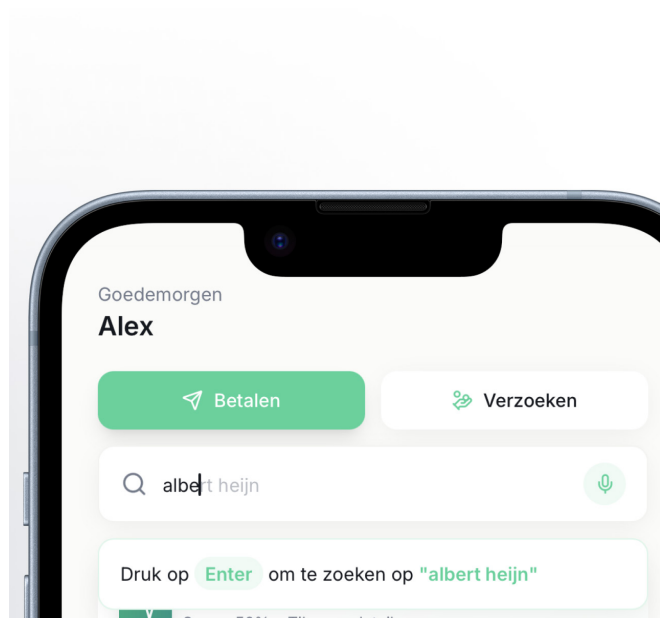 Goedemorgen
Alex
Betalen
Verzoeken
albert heijn
Druk op Enter om te zoeken op "albert heijn"